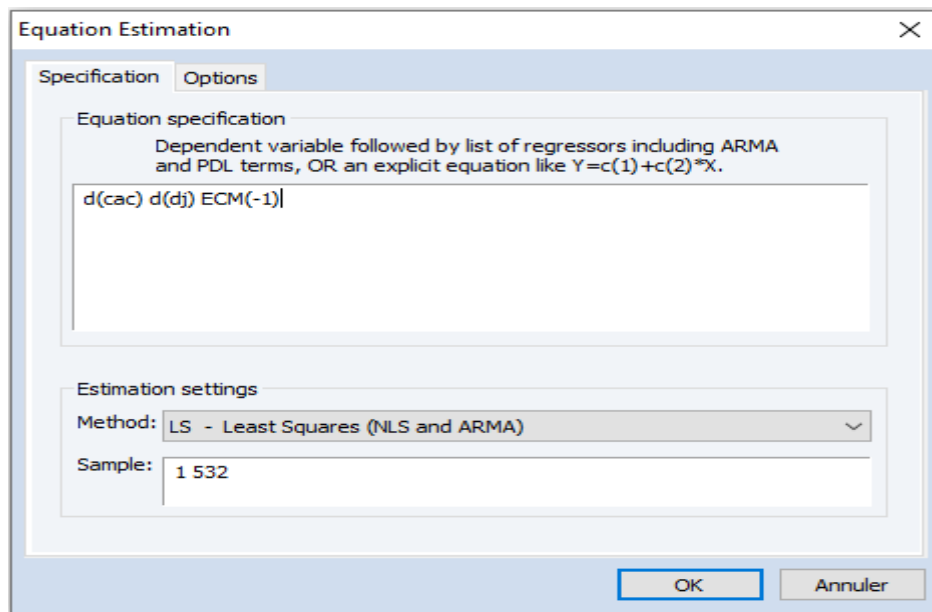 Equation Estimation
Specification Options
Equation specification
Dependent variable followed by list of regressors including ARMA
and PDL terms, OR an explicit equation like Y=c(1)+c(2)*X.
d(cac) d(dj) ECM(-1)
Estimation settings
Method: LS - Least Squares (NLS and ARMA)
Sample: 1 532
OK Annuler